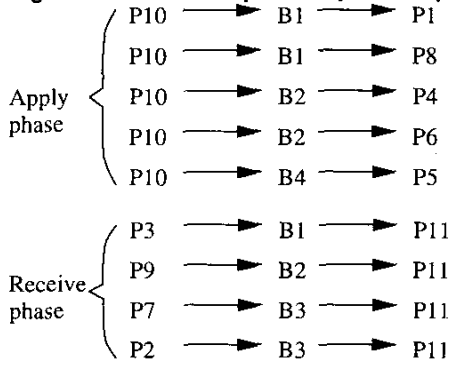 P10 B1 P1
P10 B1 P8
Apply P10 B2 P4
phase P10 B2 P6
P10 B4 P5
P3 B1 P11
P9 B2 P11
Receive P7 B3 P11
phase P2 B3 P11